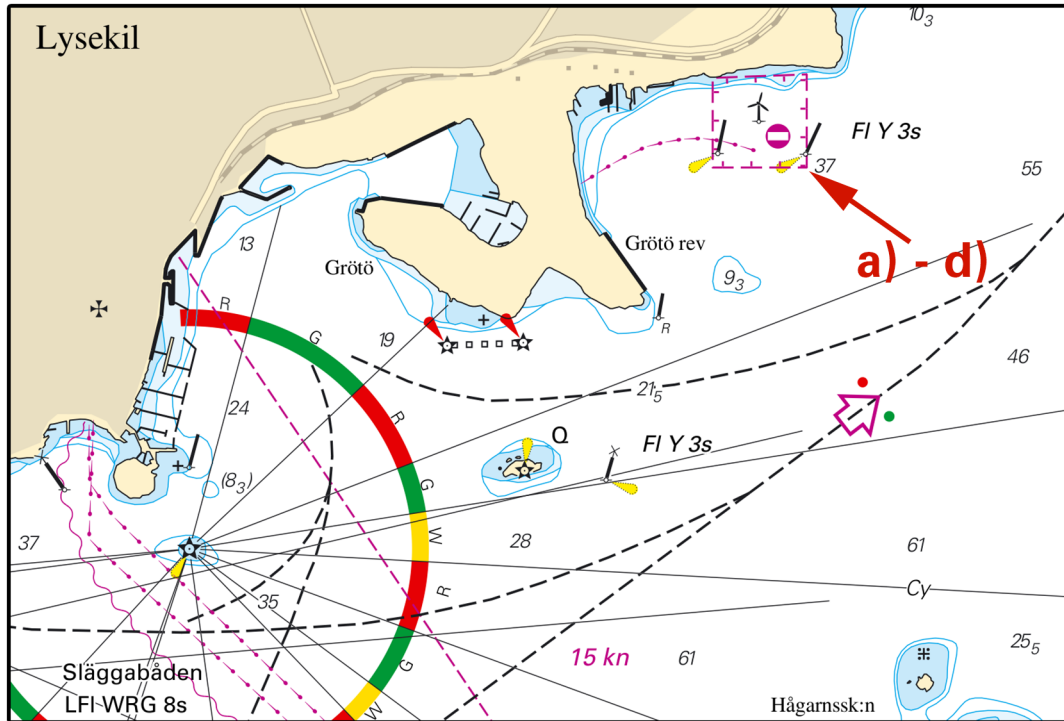 Lysekil
10₃
Fl Y 3s
37
55
a) - d)
13
Grötö
Grötö rev
9₃
R
G
19
R
46
21₅
R
24
Q
Fl Y 3s
(8₃)
G
37
28
W
61
35
R
Cy
15 kn
61
25₅
G
Släggabåden
LFl WRG 8s
W
Hågarnssk:n